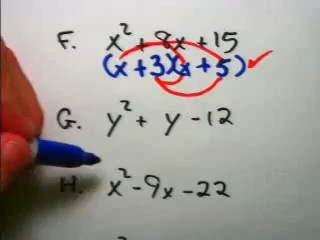 F. x² + 8x + 15
(x + 3)(x + 5) ✓
G. y² + y - 12
H. x² - 9x - 22